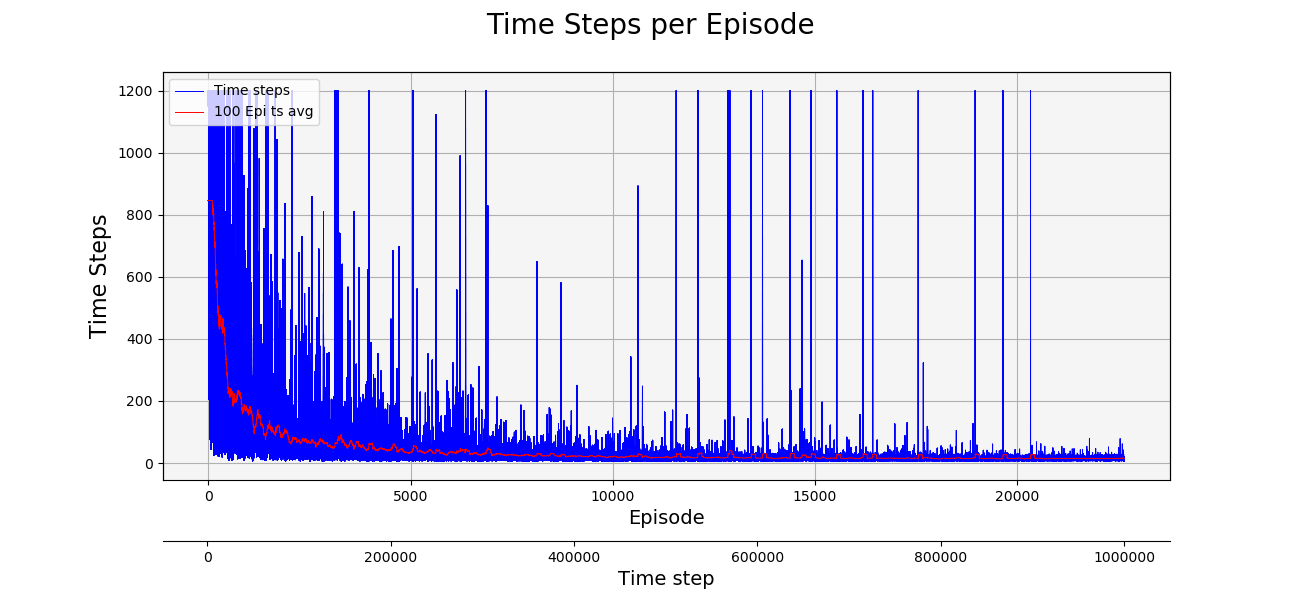 Time Steps per Episode
Time steps
100 Epi ts avg
Time Steps
1200
1000
800
600
400
200
0
0 5000 10000 15000 20000
Episode
0 200000 400000 600000 800000 1000000
Time step